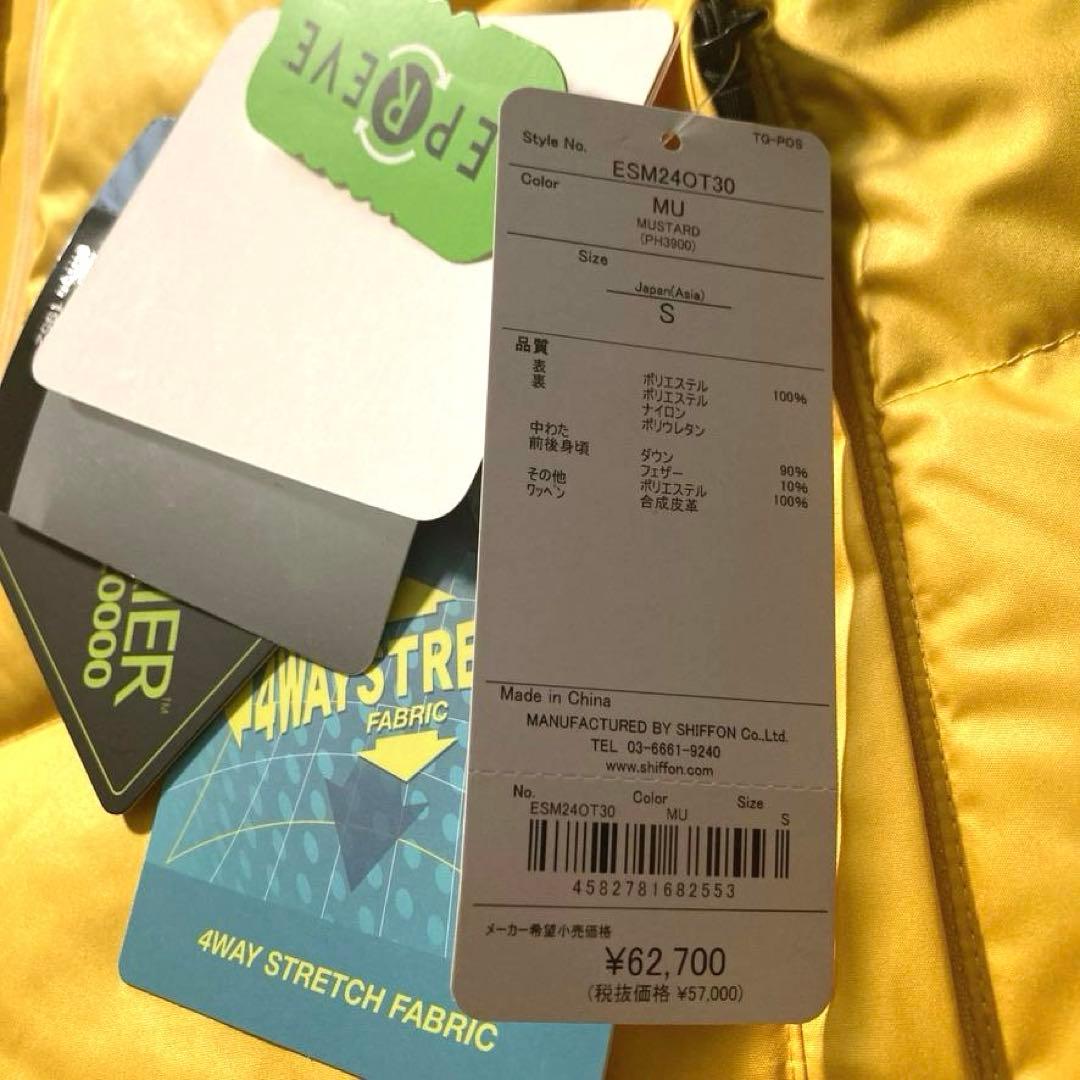 REPREVE
TG-POS
Style No.
ESM24OT30
Color
MU
MUSTARD
(PH3900)
Size
Japan(Asia)
S
品質
表 ポリエステル 100%
裏 ポリエステル
ナイロン
ポリウレタン
中わた
前後身頃 ダウン 90%
フェザー 10%
その他 ポリエステル 100%
ワッペン 合成皮革
Made in China
MANUFACTURED BY SHIFFON Co.,Ltd.
TEL 03-6661-9240
www.shiffon.com
No. Color Size
ESM24OT30 MU S
4582781682553
メーカー希望小売価格
¥62,700
(税抜価格 ¥57,000)
4WAYSTRE
FABRIC
4WAY STRETCH FABRIC